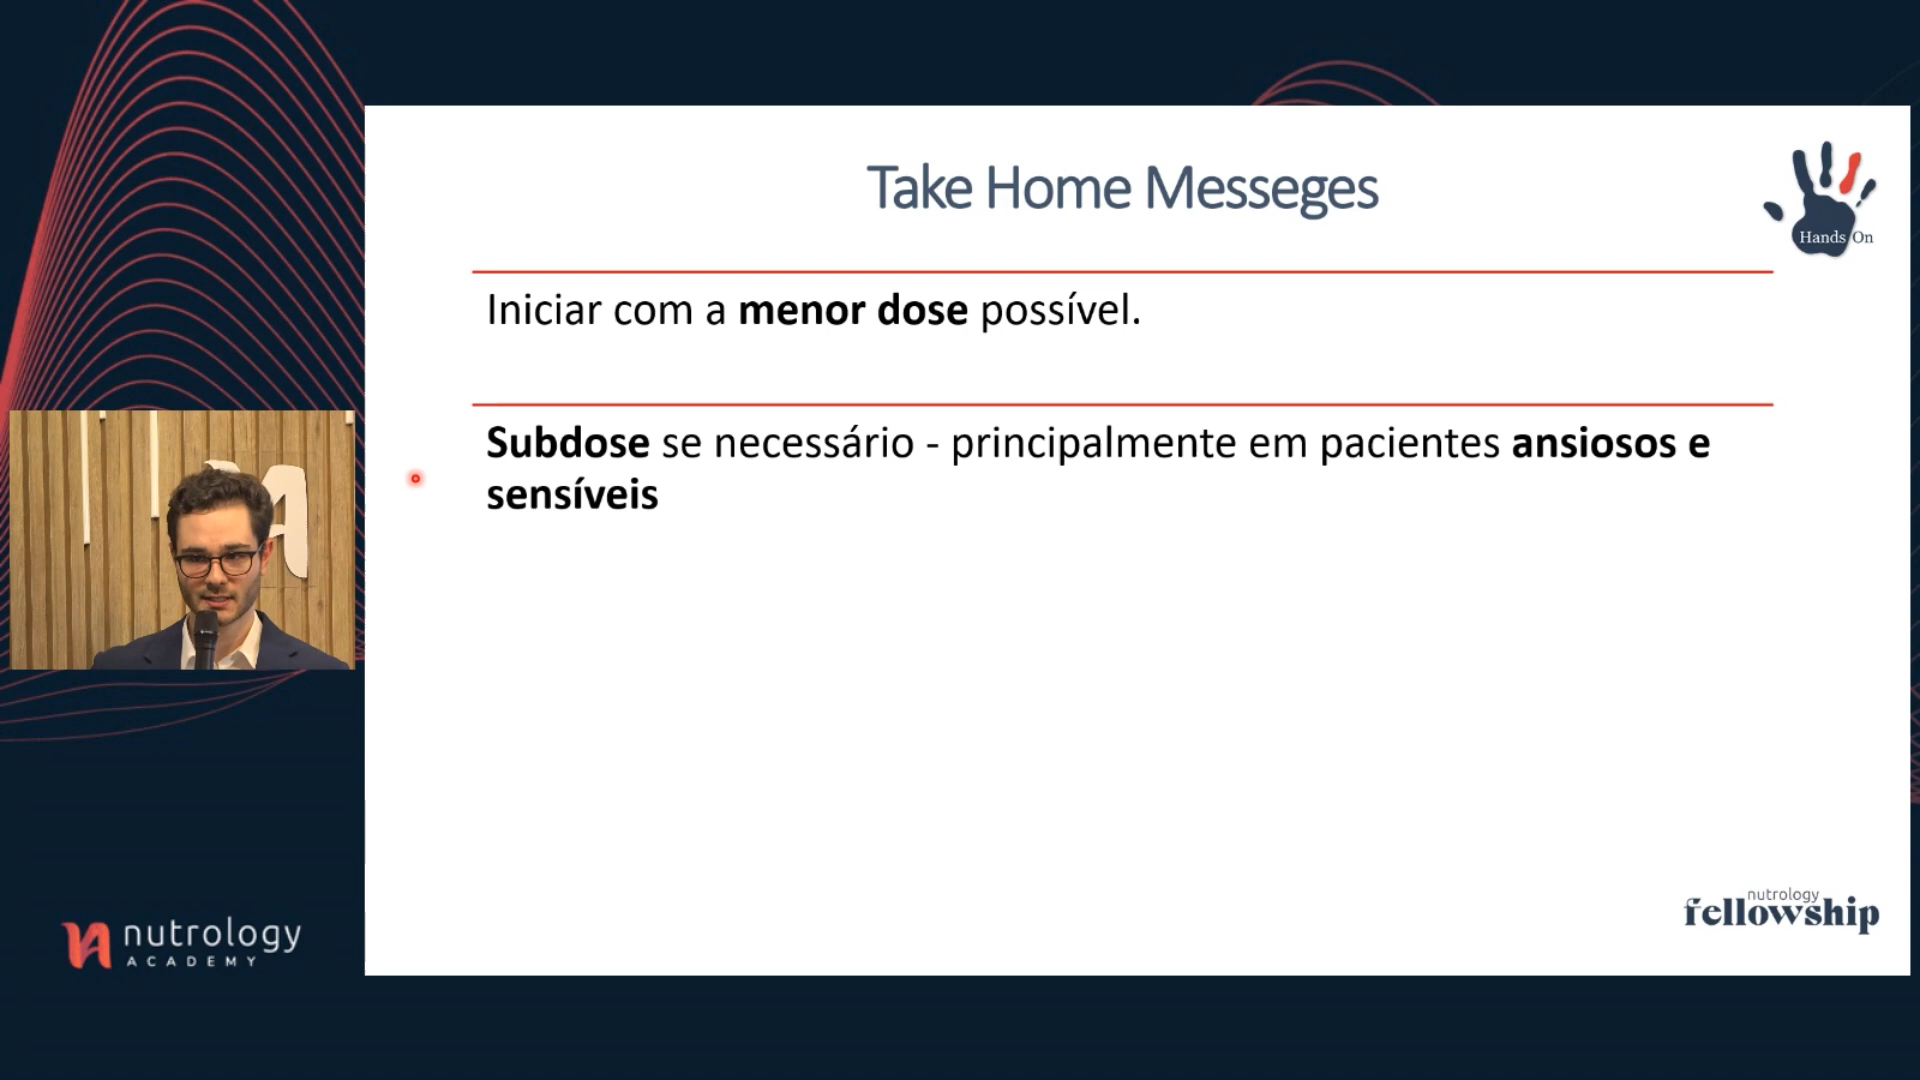 Take Home Messeges
Hands On
Iniciar com a menor dose possível.
Subdose se necessário - principalmente em pacientes ansiosos e
sensíveis
nutrology
fellowship
nutrology
ACADEMY